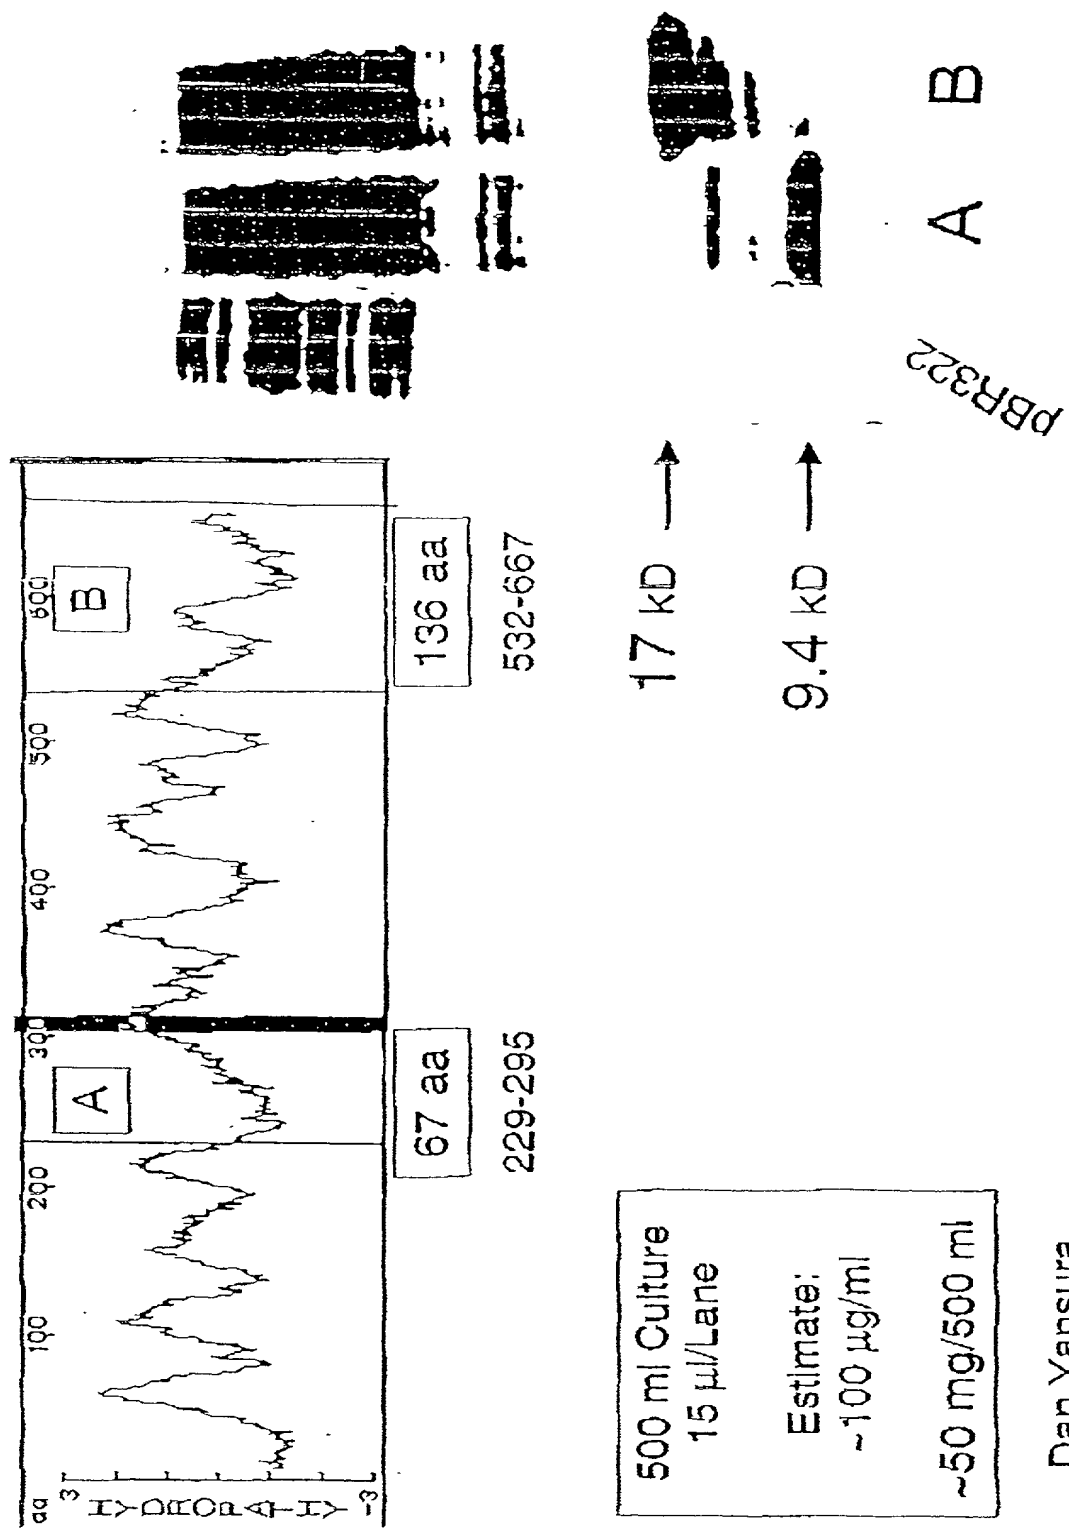 aa
100
200
300
400
500
600
3
HYDROPATHY
-3
A
B
67 aa
136 aa
229-295
532-667
500 ml Culture
15 µl/Lane
Estimate:
~100 µg/ml
~50 mg/500 ml
17 kD
9.4 kD
pBR322
A
B
Dan Yansura